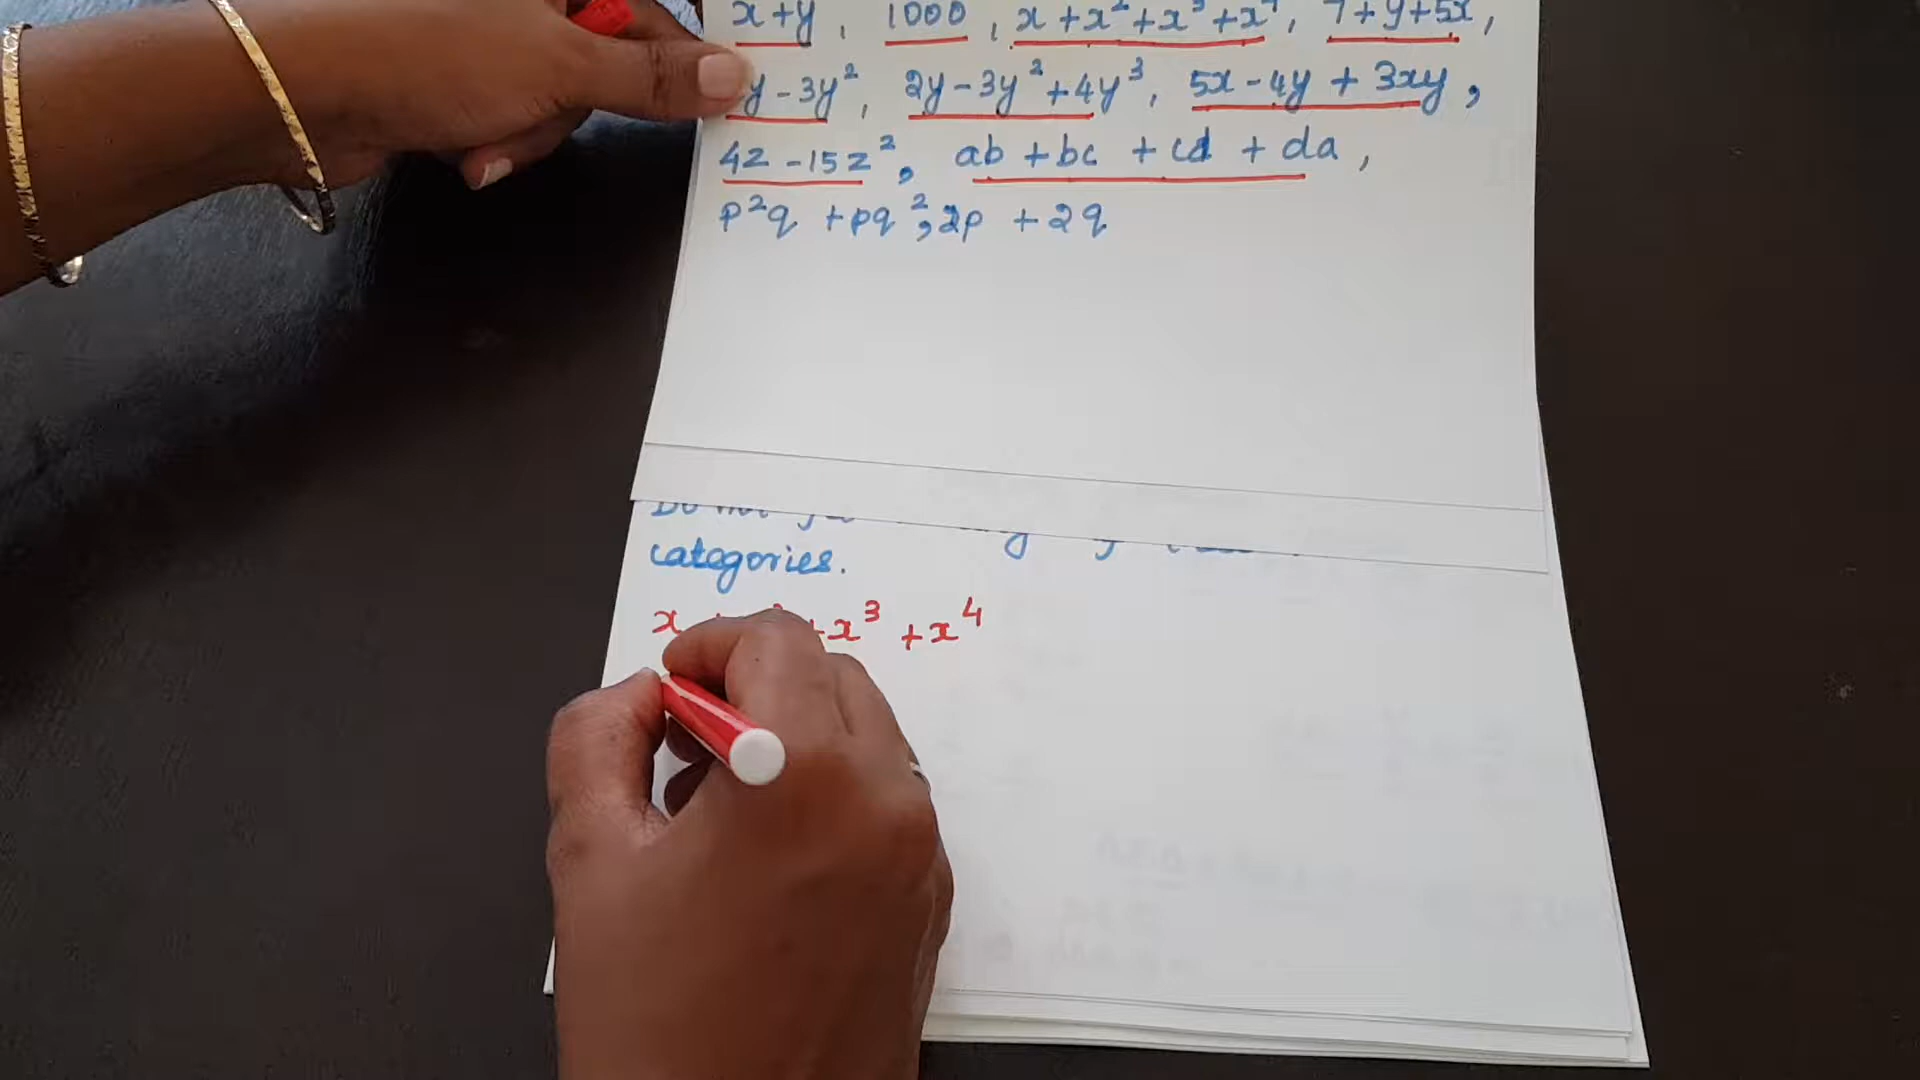 x+y, 1000, x+x²+x³+x⁴, 7+y+5x,
y-3y², 2y-3y²+4y³, 5x-4y+3xy,
4z-15z², ab+bc+cd+da,
p²q+pq²,2p+2q
categories.
x +x³+x⁴